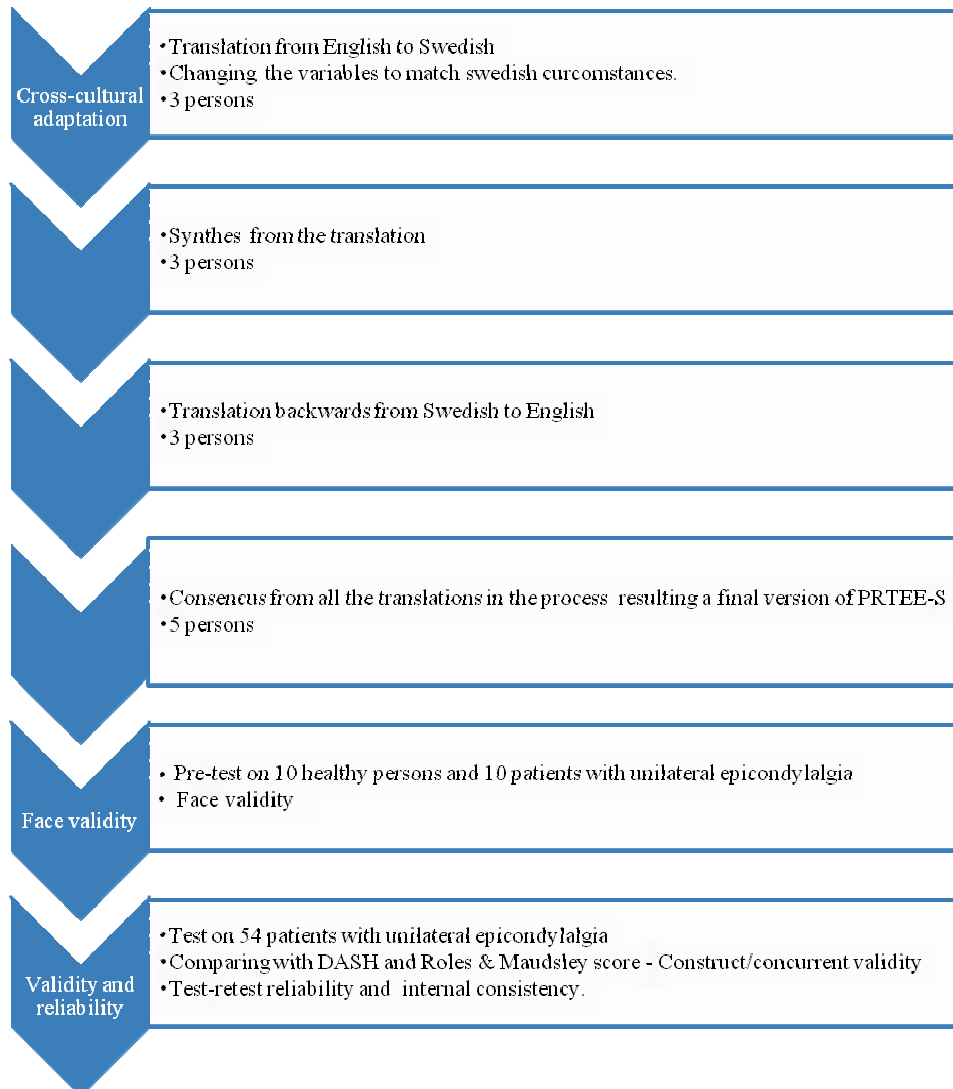 Cross-cultural
adaptation
•Translation from English to Swedish
•Changing the variables to match swedish curcomstances.
•3 persons
•Synthes from the translation
•3 persons
•Translation backwards from Swedish to English
•3 persons
•Consencus from all the translations in the process resulting a final version of PRTEE-S
•5 persons
Face validity
• Pre-test on 10 healthy persons and 10 patients with unilateral epicondylalgia
• Face validity
Validity and
reliability
•Test on 54 patients with unilateral epicondylalgia
•Comparing with DASH and Roles & Maudsley score - Construct/concurrent validity
•Test-retest reliability and internal consistency.